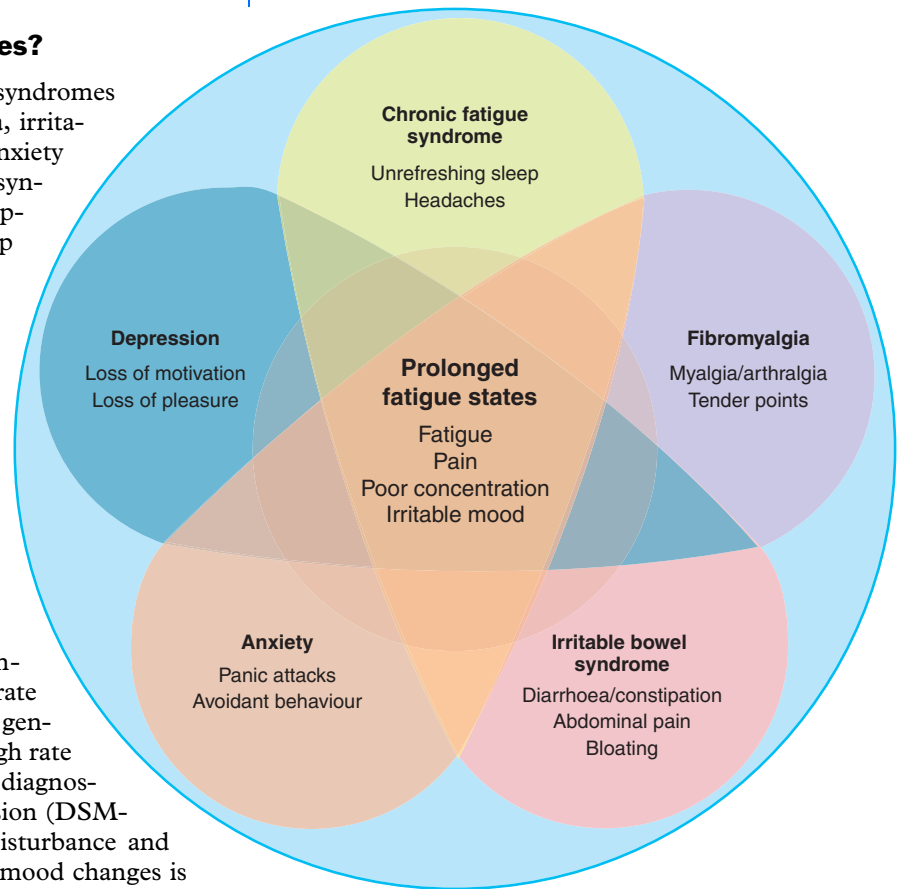 es?
syndromes
, irrita-
nxiety
syn-
p-
p
Chronic fatigue
syndrome
Unrefreshing sleep
Headaches
Depression
Loss of motivation
Loss of pleasure
Prolonged
fatigue states
Fatigue
Pain
Poor concentration
Irritable mood
Fibromyalgia
Myalgia/arthralgia
Tender points
Anxiety
Panic attacks
Avoidant behaviour
Irritable bowel
syndrome
Diarrhoea/constipation
Abdominal pain
Bloating
n-
rate
gen-
gh rate
diagnos-
sion (DSM-
isturbance and
mood changes is